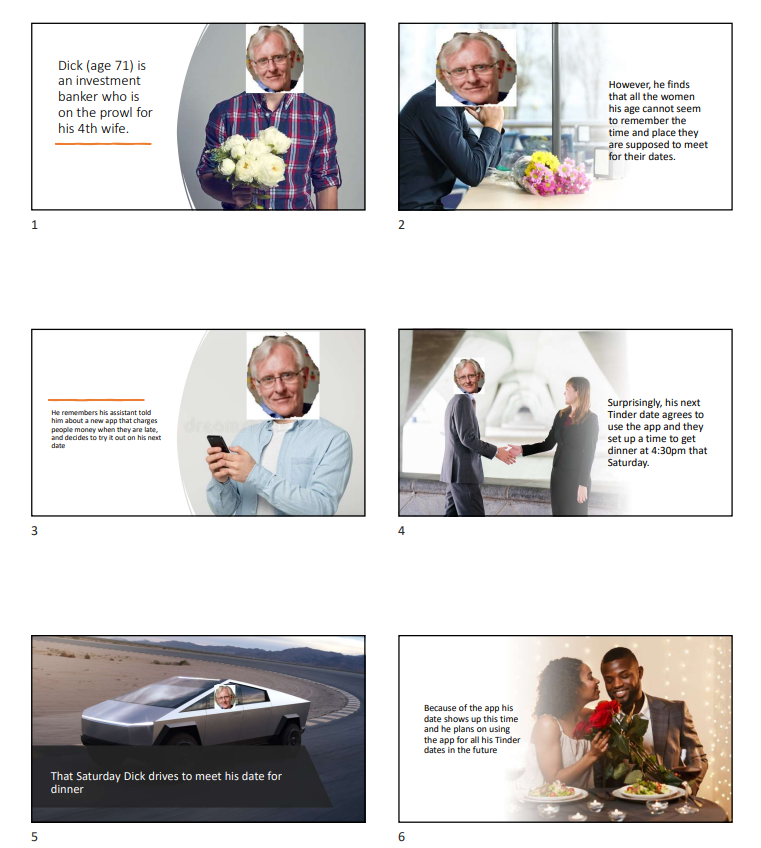 Dick (age 71) is
an investment
banker who is
on the prowl for
his 4th wife.
1
However, he finds
that all the women
his age cannot seem
to remember the
time and place they
are supposed to meet
for their dates.
2
He remembers his assistant told
him about a new app that charges
people money when they are late,
and decides to try it out on his next
date
3
Surprisingly, his next
Tinder date agrees to
use the app and they
set up a time to get
dinner at 4:30pm that
Saturday.
4
That Saturday Dick drives to meet his date for
dinner
5
Because of the app his
date shows up this time
and he plans on using
the app for all his Tinder
dates in the future
6